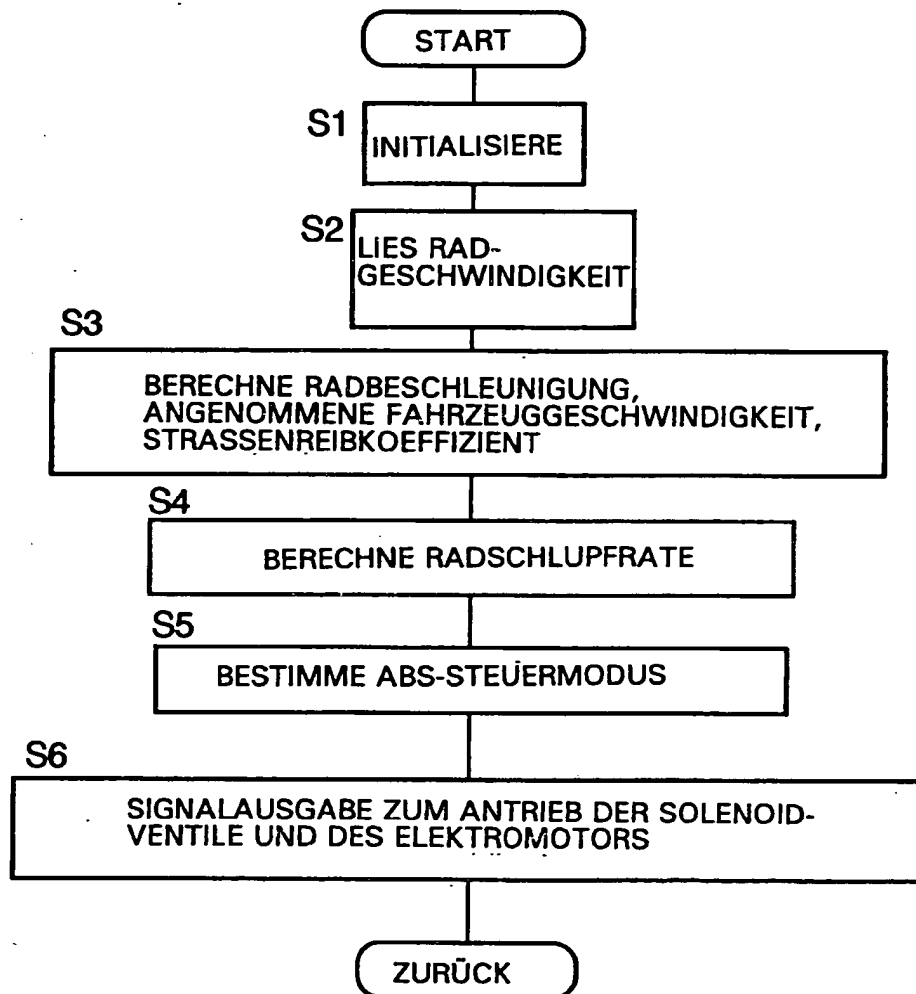 START
S1
INITIALISIERE
S2
LIES RAD-
GESCHWINDIGKEIT
S3
BERECHNE RADBESCHLEUNIGUNG,
ANGENOMMENE FAHRZEUGGESCHWINDIGKEIT,
STRASSENREIBKOEFFIZIENT
S4
BERECHNE RADSCHLUPFRATE
S5
BESTIMME ABS-STEUERMODUS
S6
SIGNALAUSGABE ZUM ANTRIEB DER SOLENOID-
VENTILE UND DES ELEKTROMOTORS
ZURÜCK